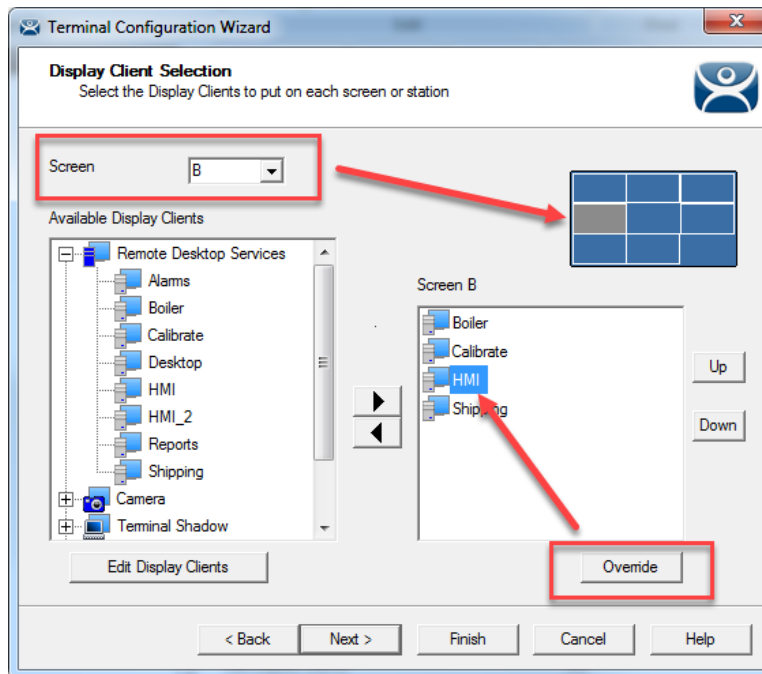 Terminal Configuration Wizard
Display Client Selection
Select the Display Clients to put on each screen or station
Screen
B
Available Display Clients
Remote Desktop Services
Alarms
Boiler
Calibrate
Desktop
HMI
HMI_2
Reports
Shipping
Camera
Terminal Shadow
Edit Display Clients
Screen B
Boiler
Calibrate
HMI
Shipping
Up
Down
Override
< Back
Next >
Finish
Cancel
Help